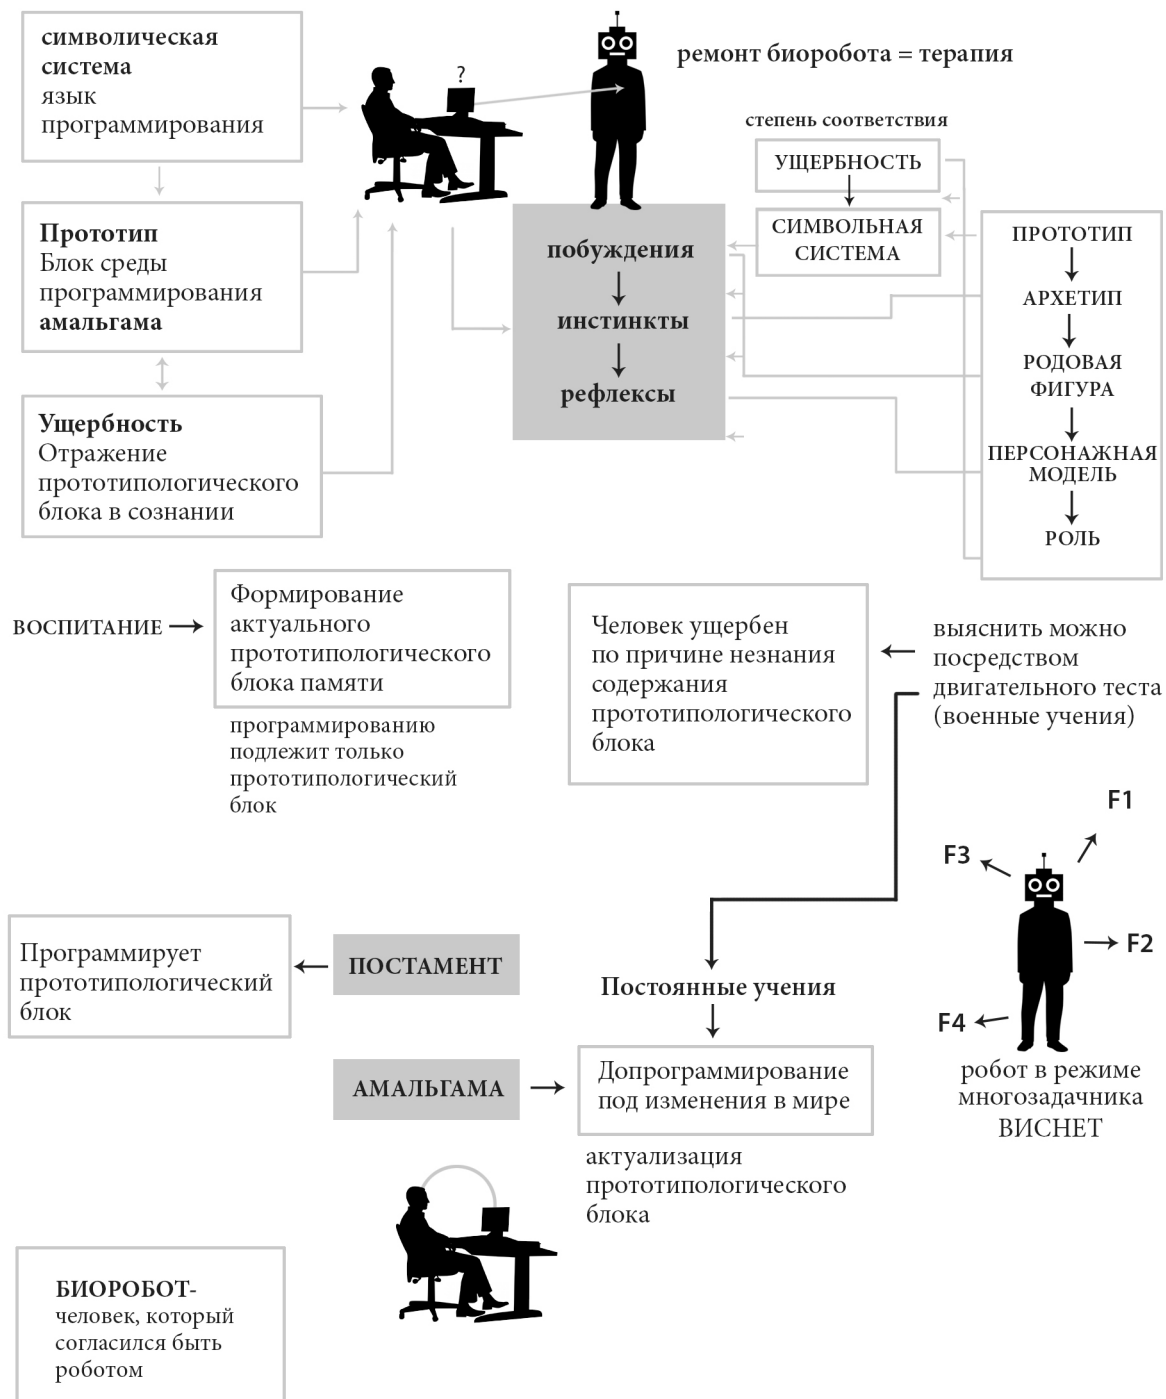 символическая
система
язык
программирования
?
ремонт биоробота = терапия
степень соответствия
УЩЕРБНОСТЬ
СИМВОЛЬНАЯ
СИСТЕМА
Прототип
Блок среды
программирования
амальгама
побуждения
инстинкты
рефлексы
ПРОТОТИП
АРХЕТИП
РОДОВАЯ
ФИГУРА
ПЕРСОНАЖНАЯ
МОДЕЛЬ
РОЛЬ
Ущербность
Отражение
прототипологического
блока в сознании
ВОСПИТАНИЕ
Формирование
актуального
прототипологического
блока памяти
программированию
подлежит только
прототипологический
блок
Человек ущербен
по причине незнания
содержания
прототипологического
блока
выяснить можно
посредством
двигательного теста
(военные учения)
F1
F3
F2
F4
робот в режиме
многозадачника
ВИСНЕТ
Программирует
прототипологический
блок
ПОСТАМЕНТ
Постоянные учения
АМАЛЬГАМА
Допрограммирование
под изменения в мире
актуализация
прототипологического
блока
БИОРОБОТ-
человек, который
согласился быть
роботом